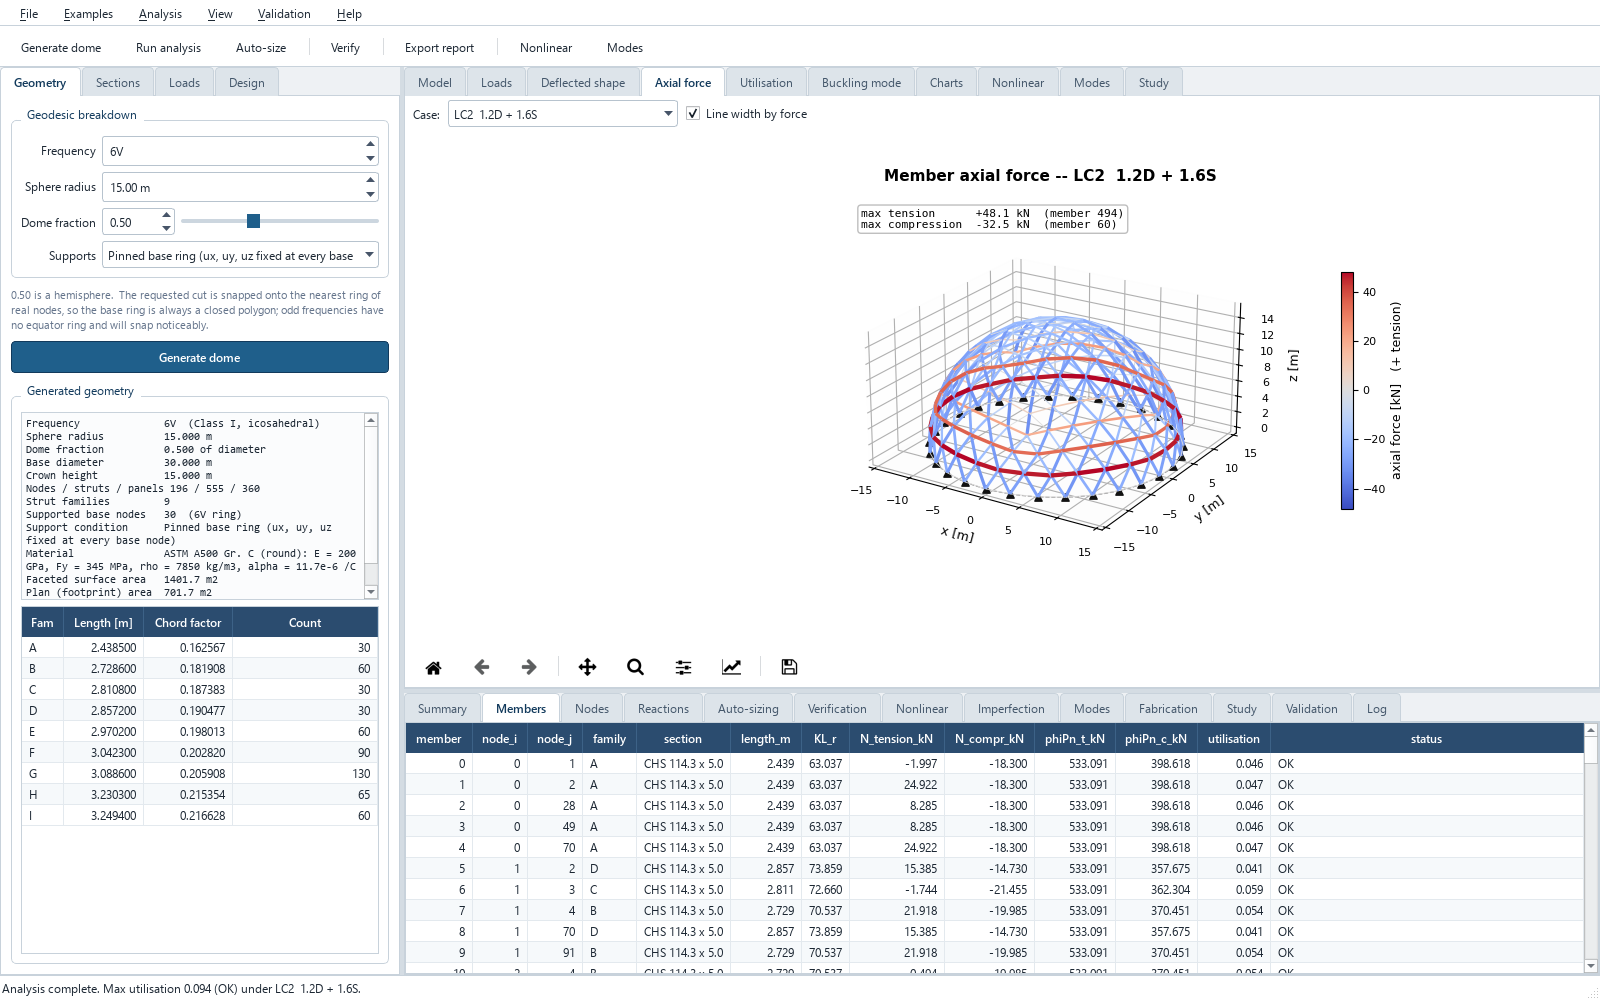 File Examples Analysis View Validation Help
Generate dome Run analysis Auto-size Verify Export report Nonlinear Modes
Geometry Sections Loads Design
Geodesic breakdown
Frequency 6V
Sphere radius 15.00 m
Dome fraction 0.50
Supports Pinned base ring (ux, uy, uz fixed at every base
0.50 is a hemisphere. The requested cut is snapped onto the nearest ring of
real nodes, so the base ring is always a closed polygon; odd frequencies have
no equator ring and will snap noticeably.
Generate dome
Generated geometry
Frequency 6V (Class I, icosahedral)
Sphere radius 15.000 m
Dome fraction 0.500 of diameter
Base diameter 30.000 m
Crown height 15.000 m
Nodes / struts / panels 196 / 555 / 360
Strut families 9
Supported base nodes 30 (6V ring)
Support condition Pinned base ring (ux, uy, uz
fixed at every base node)
Material ASTM A500 Gr. C (round): E = 200
GPa, Fy = 345 MPa, rho = 7850 kg/m3, alpha = 11.7e-6 /C
Faceted surface area 1401.7 m2
Plan (footprint) area 701.7 m2
Fam Length [m] Chord factor Count
A 2.438500 0.162567 30
B 2.728600 0.181908 60
C 2.810800 0.187383 30
D 2.857200 0.190477 30
E 2.970200 0.198013 60
F 3.042300 0.202820 90
G 3.088600 0.205908 130
H 3.230300 0.215354 65
I 3.249400 0.216628 60
Model Loads Deflected shape Axial force Utilisation Buckling mode Charts Nonlinear Modes Study
Case: LC2 1.2D + 1.6S Line width by force
Member axial force -- LC2 1.2D + 1.6S
max tension +48.1 kN (member 494)
max compression -32.5 kN (member 60)
14
12
10
8
6
4
2
0
z [m]
−15 −10 −5 0 5 10 15
x [m]
−15 −10 −5 0 5 10 15
y [m]
40
20
0
−20
−40
axial force [kN] (+ tension)
Summary Members Nodes Reactions Auto-sizing Verification Nonlinear Imperfection Modes Fabrication Study Validation Log
member node_i node_j family section length_m KL_r N_tension_kN N_compr_kN phiPn_t_kN phiPn_c_kN utilisation status
0 0 1 A CHS 114.3 x 5.0 2.439 63.037 -1.997 -18.300 533.091 398.618 0.046 OK
1 0 2 A CHS 114.3 x 5.0 2.439 63.037 24.922 -18.300 533.091 398.618 0.047 OK
2 0 28 A CHS 114.3 x 5.0 2.439 63.037 8.285 -18.300 533.091 398.618 0.046 OK
3 0 49 A CHS 114.3 x 5.0 2.439 63.037 8.285 -18.300 533.091 398.618 0.046 OK
4 0 70 A CHS 114.3 x 5.0 2.439 63.037 24.922 -18.300 533.091 398.618 0.047 OK
5 1 2 D CHS 114.3 x 5.0 2.857 73.859 15.385 -14.730 533.091 357.675 0.041 OK
6 1 3 C CHS 114.3 x 5.0 2.811 72.660 -1.744 -21.455 533.091 362.304 0.059 OK
7 1 4 B CHS 114.3 x 5.0 2.729 70.537 21.918 -19.985 533.091 370.451 0.054 OK
8 1 70 D CHS 114.3 x 5.0 2.857 73.859 15.385 -14.730 533.091 357.675 0.041 OK
9 1 91 B CHS 114.3 x 5.0 2.729 70.537 21.918 -19.985 533.091 370.451 0.054 OK
Analysis complete. Max utilisation 0.094 (OK) under LC2 1.2D + 1.6S.